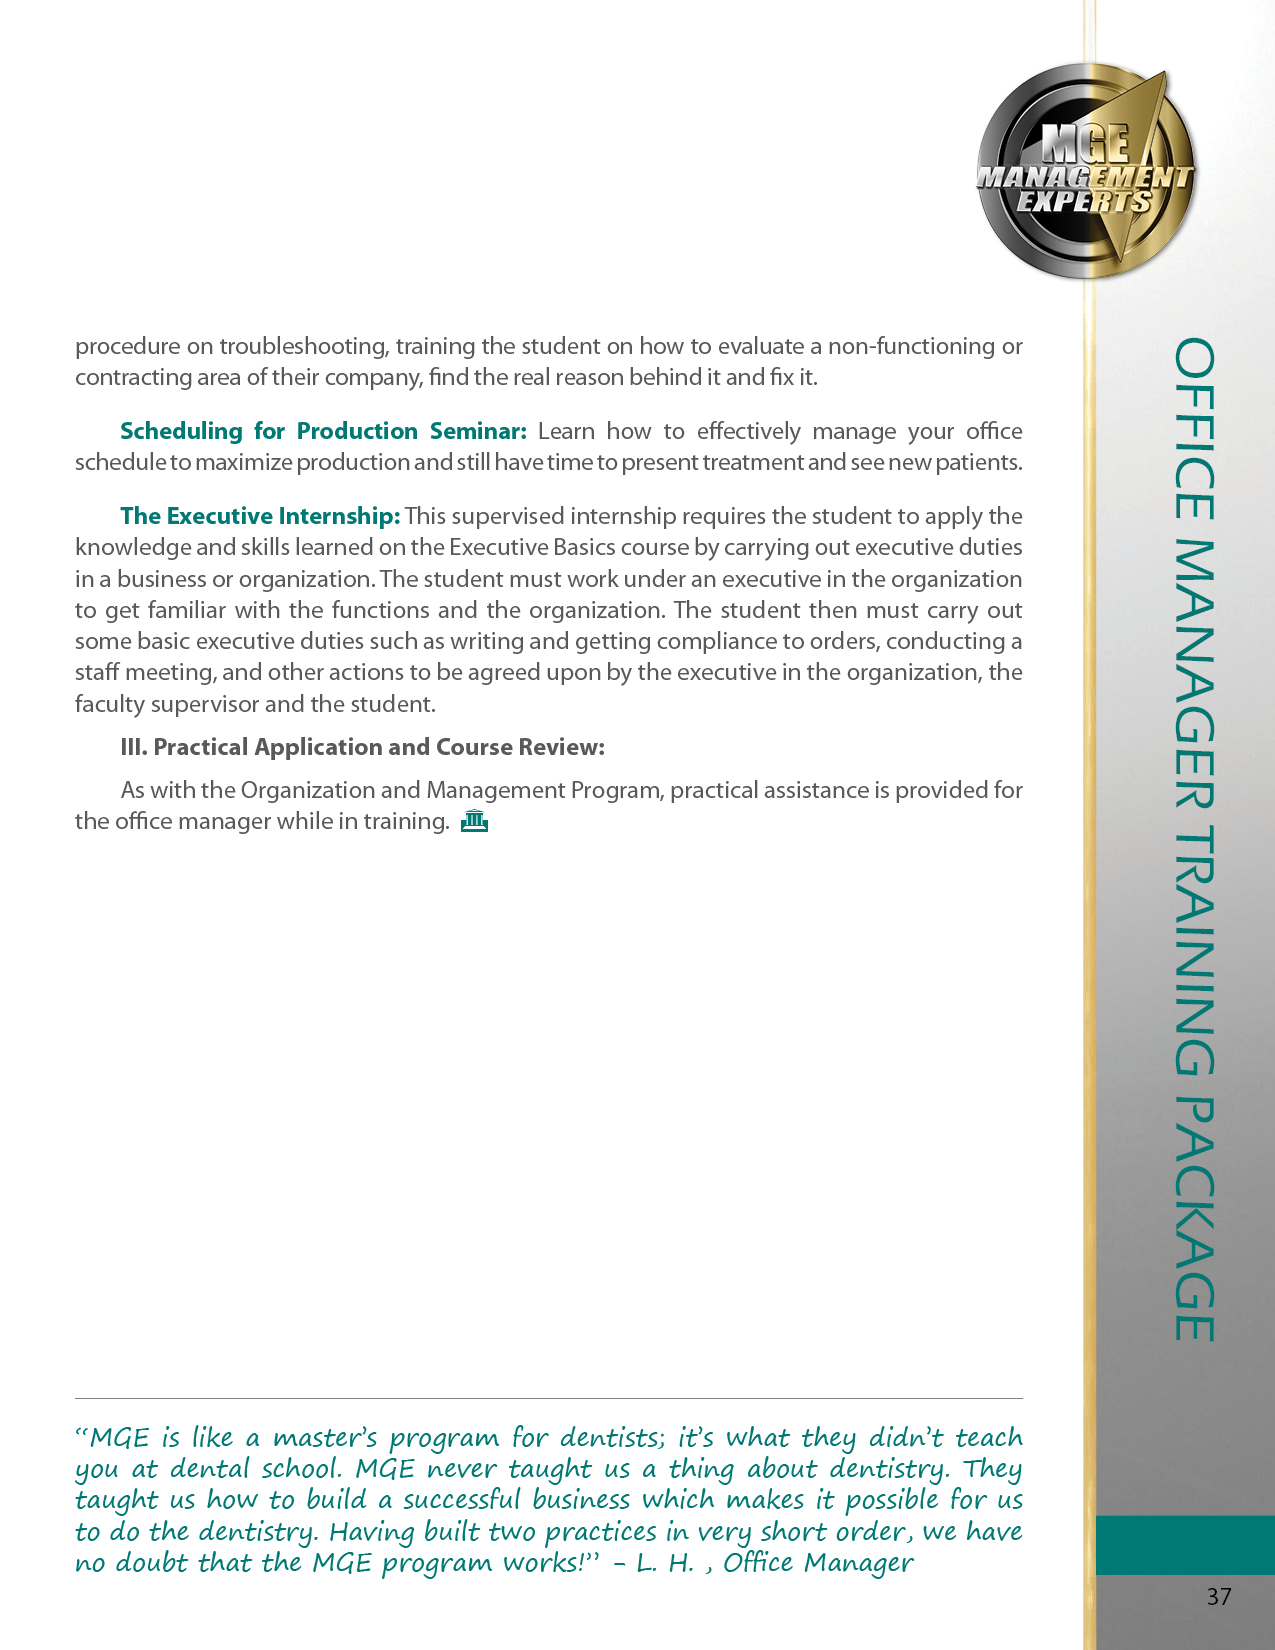 MGE
MANAGEMENT
EXPERTS
procedure on troubleshooting, training the student on how to evaluate a non-functioning or
contracting area of their company, find the real reason behind it and fix it.
Scheduling for Production Seminar: Learn how to effectively manage your office
schedule to maximize production and still have time to present treatment and see new patients.
The Executive Internship: This supervised internship requires the student to apply the
knowledge and skills learned on the Executive Basics course by carrying out executive duties
in a business or organization. The student must work under an executive in the organization
to get familiar with the functions and the organization. The student then must carry out
some basic executive duties such as writing and getting compliance to orders, conducting a
staff meeting, and other actions to be agreed upon by the executive in the organization, the
faculty supervisor and the student.
III. Practical Application and Course Review:
As with the Organization and Management Program, practical assistance is provided for
the office manager while in training.
OFFICE MANAGER TRAINING PACKAGE
“MGE is like a master’s program for dentists; it’s what they didn’t teach
you at dental school. MGE never taught us a thing about dentistry. They
taught us how to build a successful business which makes it possible for us
to do the dentistry. Having built two practices in very short order, we have
no doubt that the MGE program works!” – L. H. , Office Manager
37